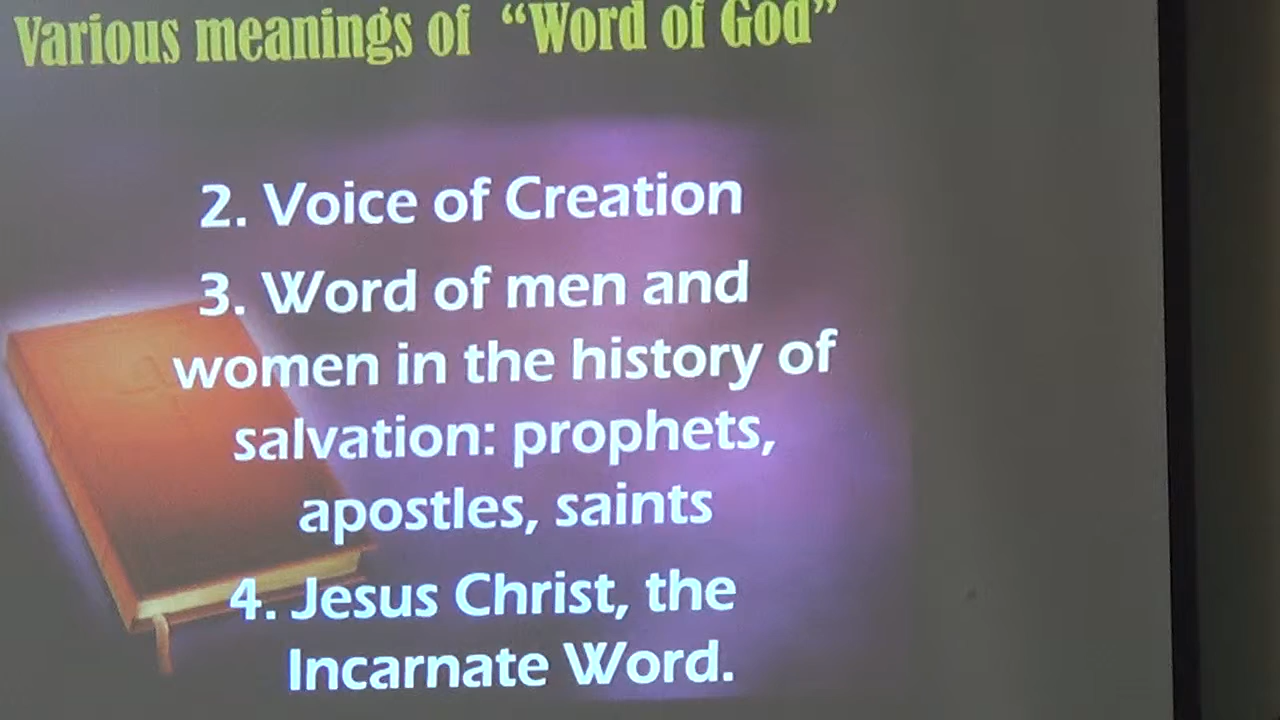 Various meanings of “Word of God”
2. Voice of Creation
3. Word of men and
women in the history of
salvation: prophets,
apostles, saints
4. Jesus Christ, the
Incarnate Word.